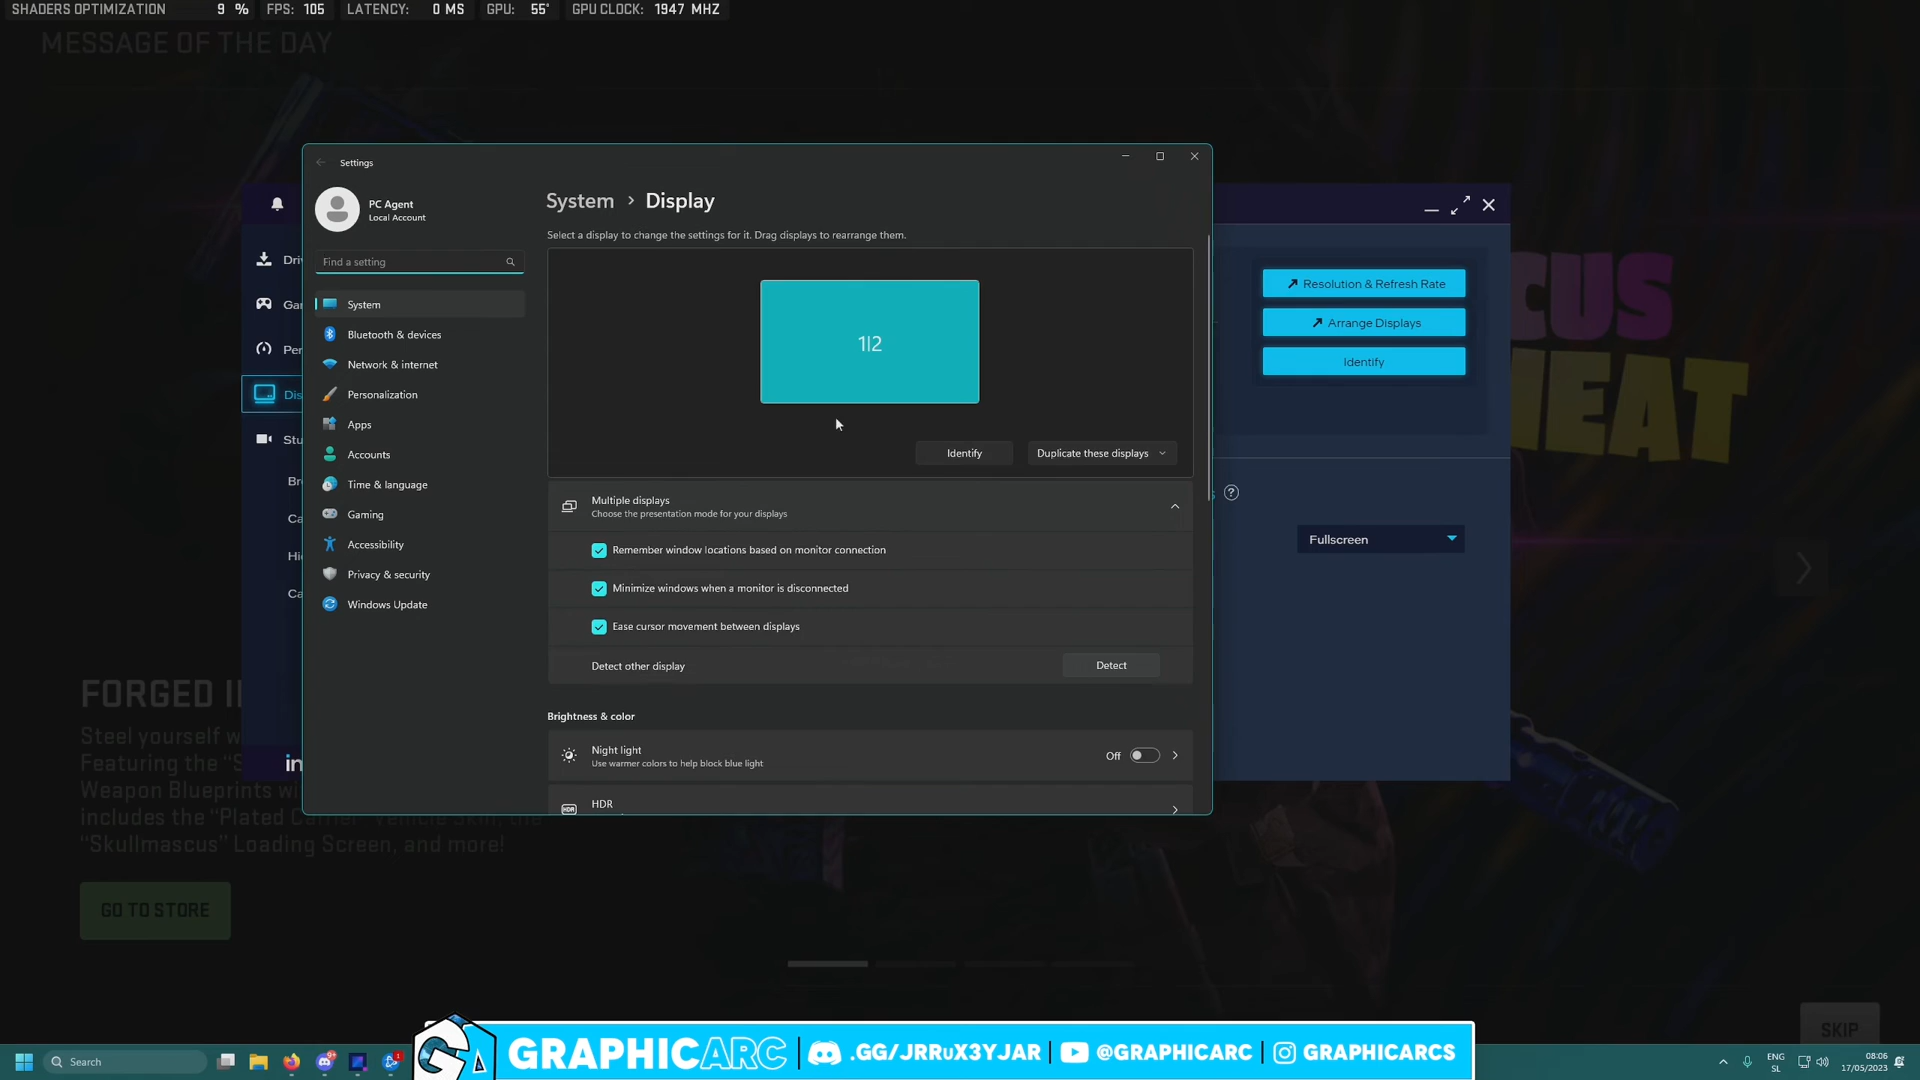 SHADERS OPTIMIZATION 9 % FPS: 105 LATENCY: 0 MS GPU: 55° GPU CLOCK: 1947 MHZ
MESSAGE OF THE DAY
Settings
PC Agent
Local Account
Find a setting
System
Bluetooth & devices
Network & internet
Personalization
Apps
Accounts
Time & language
Gaming
Accessibility
Privacy & security
Windows Update
System > Display
Select a display to change the settings for it. Drag displays to rearrange them.
1|2
Identify
Duplicate these displays
Multiple displays
Choose the presentation mode for your displays
Remember window locations based on monitor connection
Minimize windows when a monitor is disconnected
Ease cursor movement between displays
Detect other display
Detect
Brightness & color
Night light
Use warmer colors to help block blue light
Off
HDR
Resolution & Refresh Rate
Arrange Displays
Identify
?
Fullscreen
CUS
HEAT
FORGED I
Steel yourself w
Featuring the “S
Weapon Blueprints wi
includes the “Plated Carrier” Vehicle Skin, the
“Skullmascus” Loading Screen, and more!
GO TO STORE
SKIP
GRAPHICARC | .GG/JRRuX3YJAR | @GRAPHICARC | GRAPHICARCS
Search
ENG
SL
08:06
17/05/2023